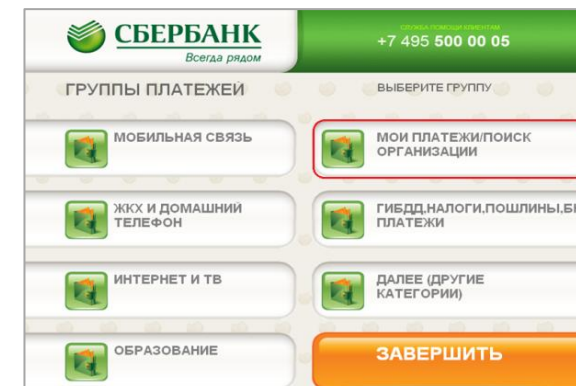 СБЕРБАНК
Всегда рядом
СЛУЖБА ПОМОЩИ КЛИЕНТАМ
+7 495 500 00 05
ГРУППЫ ПЛАТЕЖЕЙ
ВЫБЕРИТЕ ГРУППУ
МОБИЛЬНАЯ СВЯЗЬ
МОИ ПЛАТЕЖИ/ПОИСК
ОРГАНИЗАЦИИ
ЖКХ И ДОМАШНИЙ
ТЕЛЕФОН
ГИБДД,НАЛОГИ,ПОШЛИНЫ,
ПЛАТЕЖИ
ИНТЕРНЕТ И ТВ
ДАЛЕЕ (ДРУГИЕ
КАТЕГОРИИ)
ОБРАЗОВАНИЕ
ЗАВЕРШИТЬ